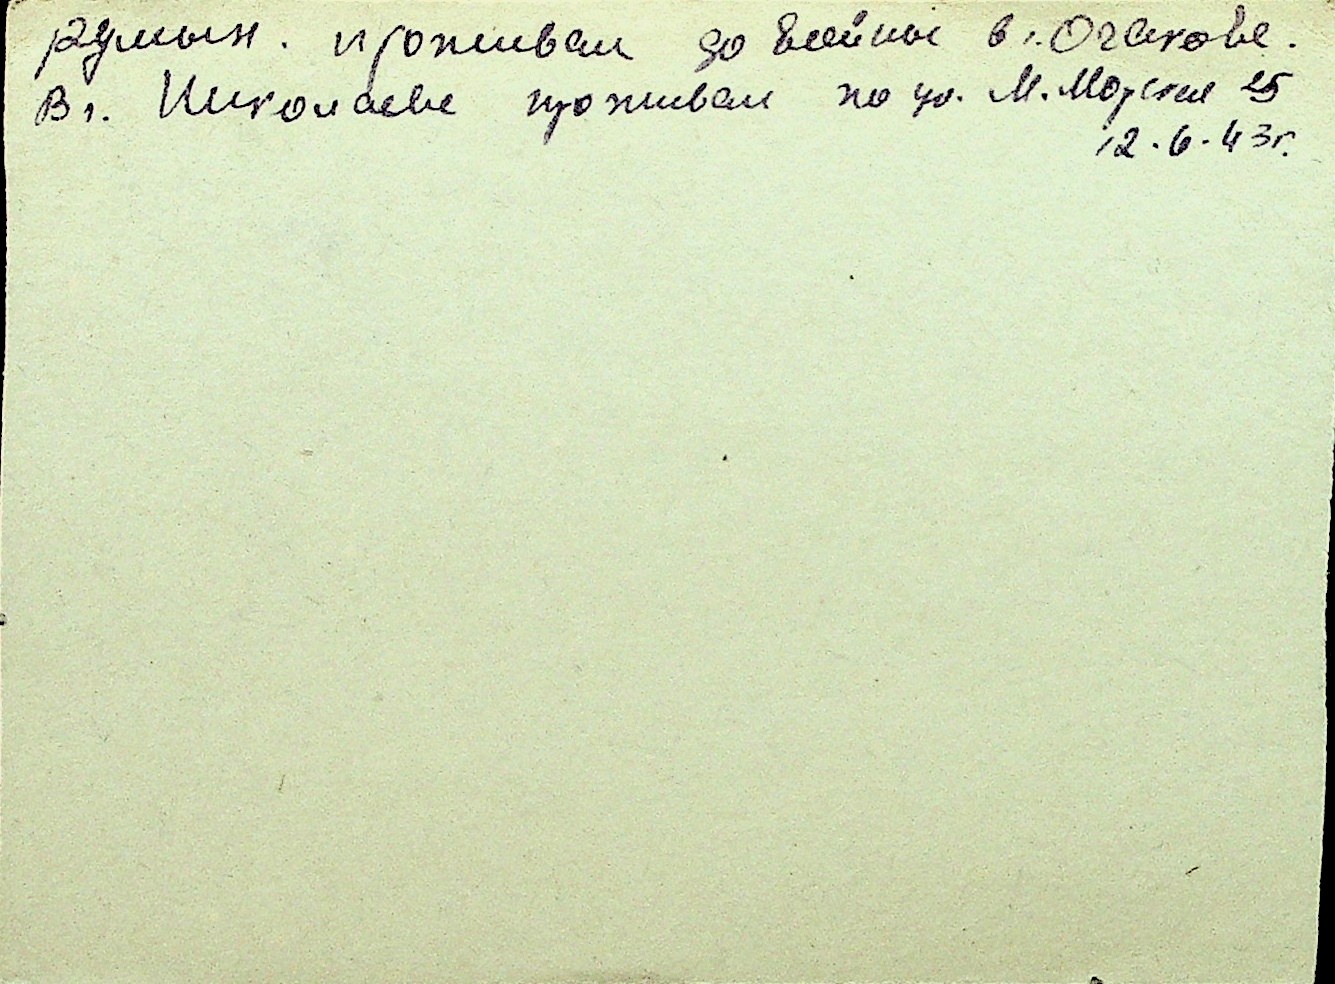 румын. проживал до войны в г. Очакове.
В г. Николаеве проживал по ул. М. Морская 25
12.6.43г.